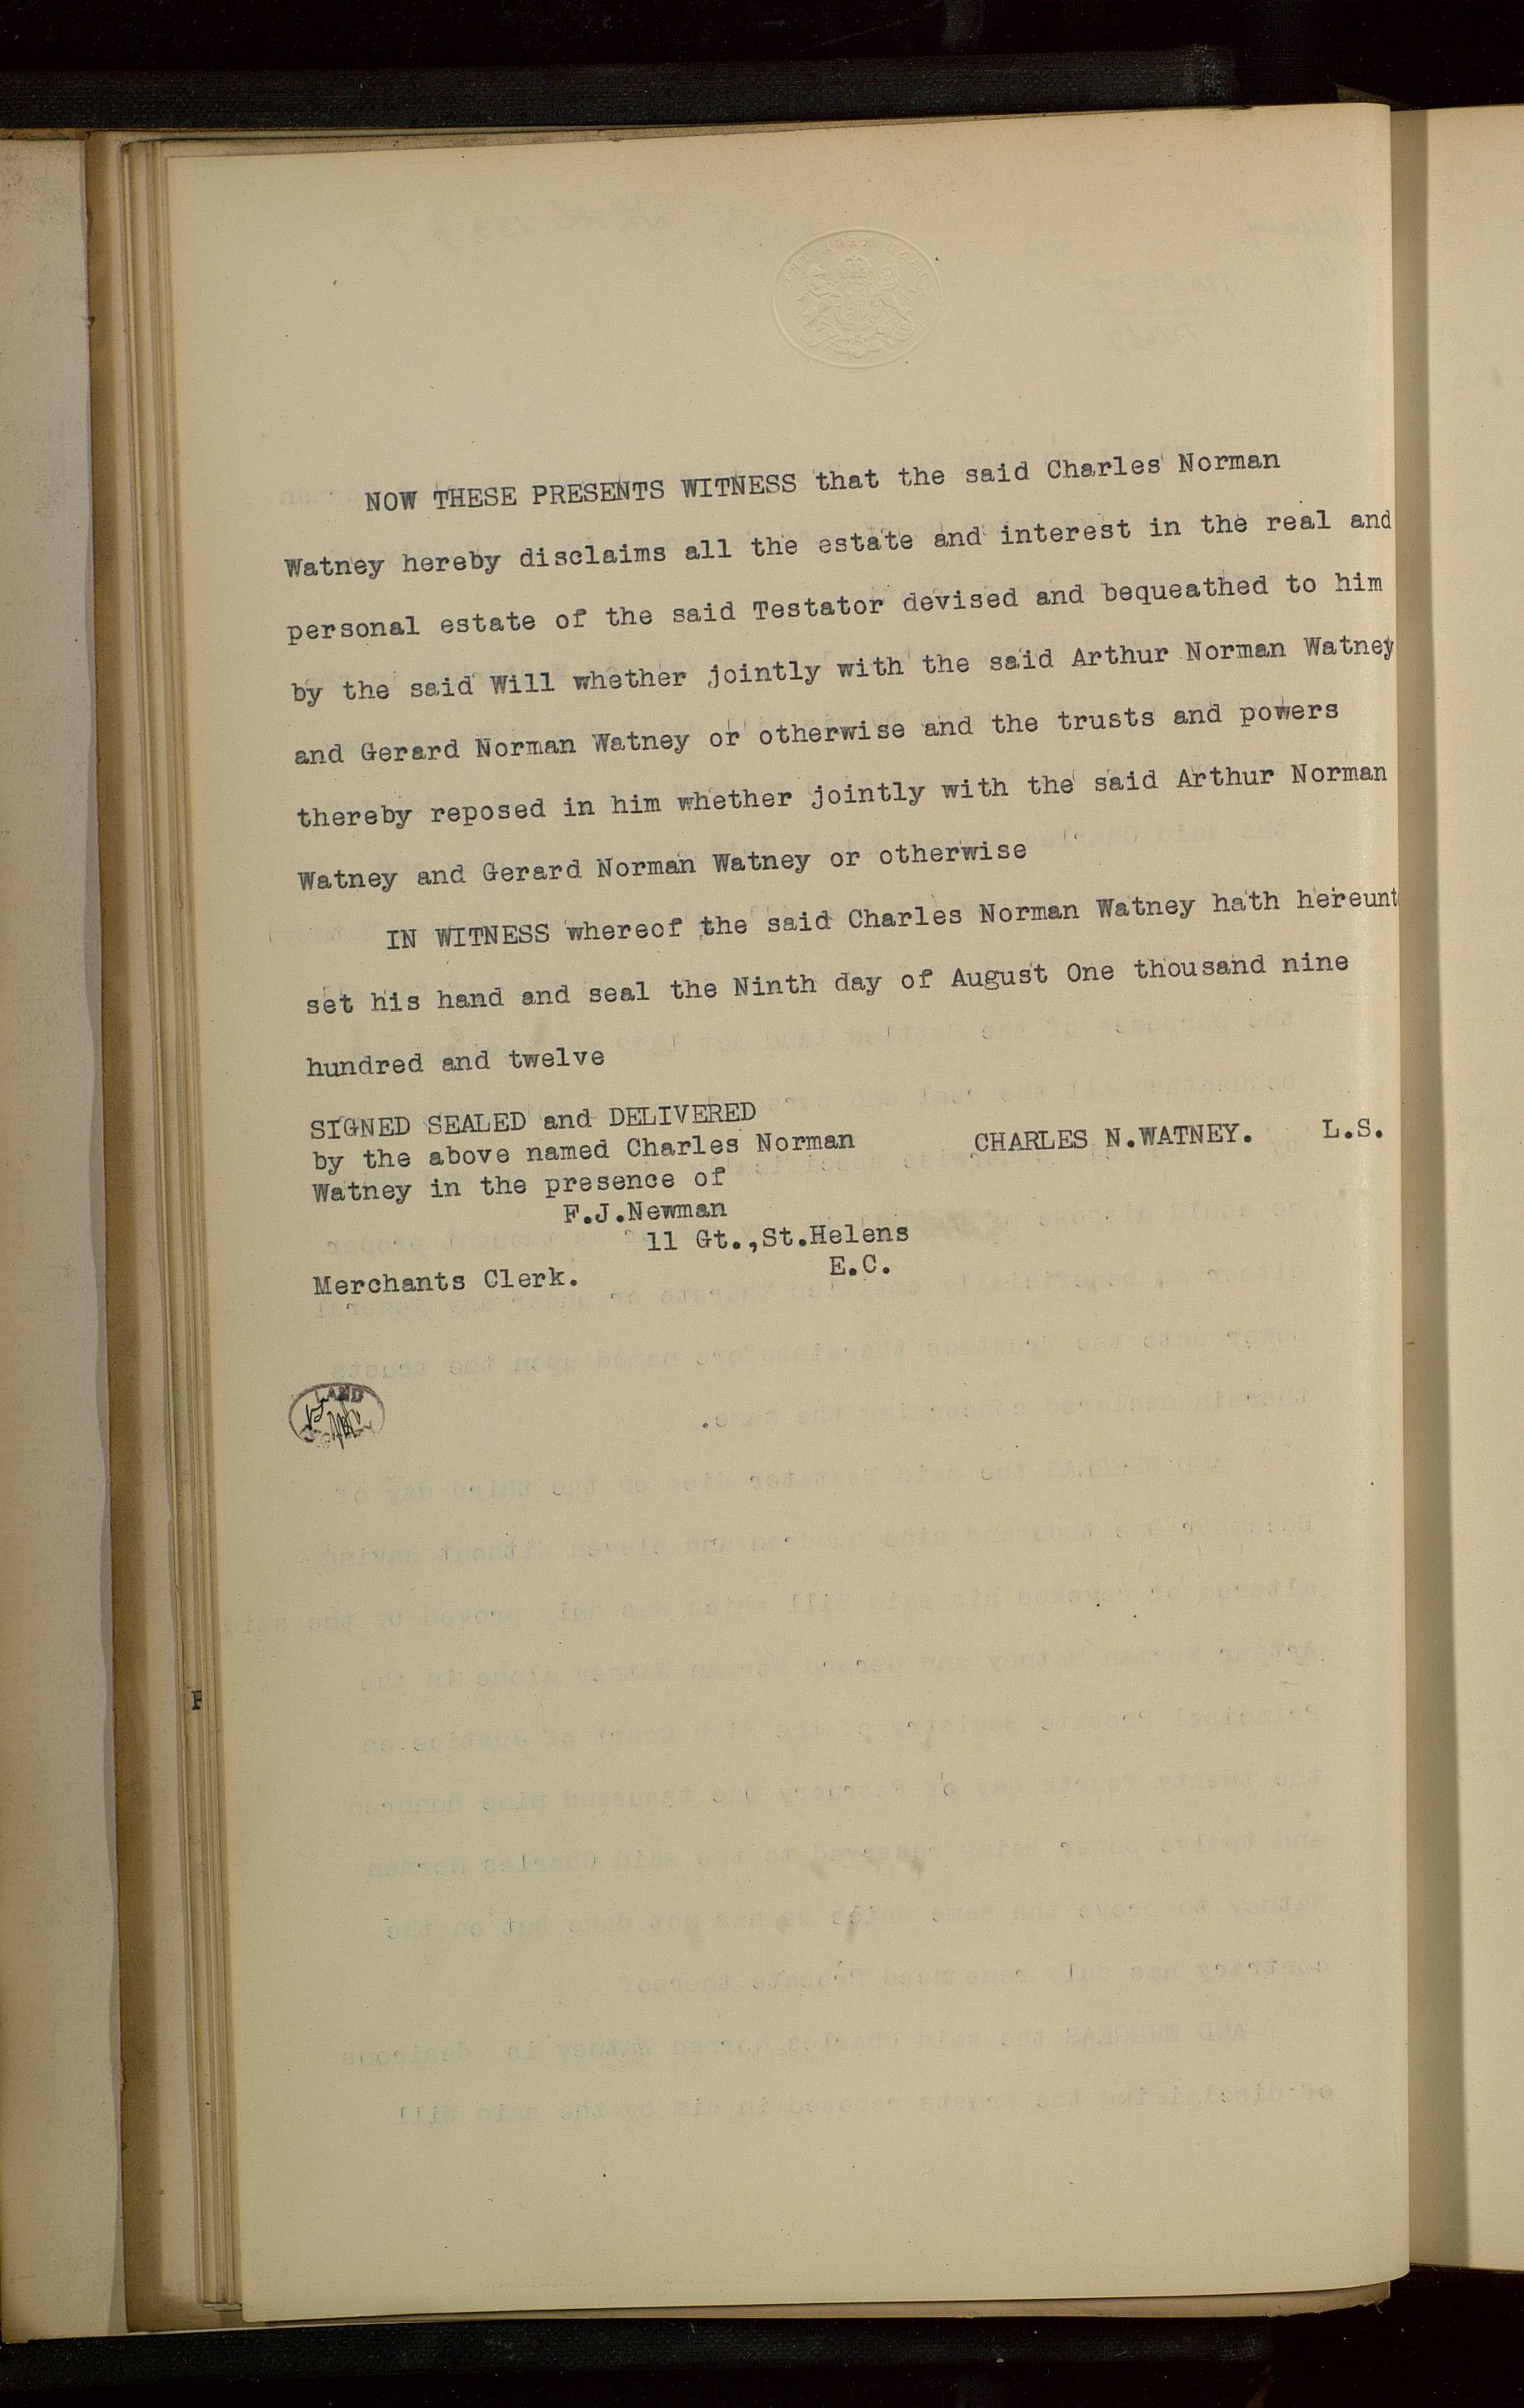 NOW THESE PRESENTS WITNESS that the said Charles Norman
Watney hereby disclaims all the estate and interest in the real and
personal estate of the said Testator devised and bequeathed to him
by the said Will whether jointly with the said Arthur Norman Watney
and Gerard Norman Watney or otherwise and the trusts and powers
thereby reposed in him whether jointly with the said Arthur Norman
Watney and Gerard Norman Watney or otherwise
IN WITNESS whereof the said Charles Norman Watney hath hereunt
set his hand and seal the Ninth day of August One thousand nine
hundred and twelve
SIGNED SEALED and DELIVERED
by the above named Charles Norman
Watney in the presence of
CHARLES N.WATNEY. L.S.
F.J.Newman
11 Gt.,St.Helens
E.C.
Merchants Clerk.
LAND